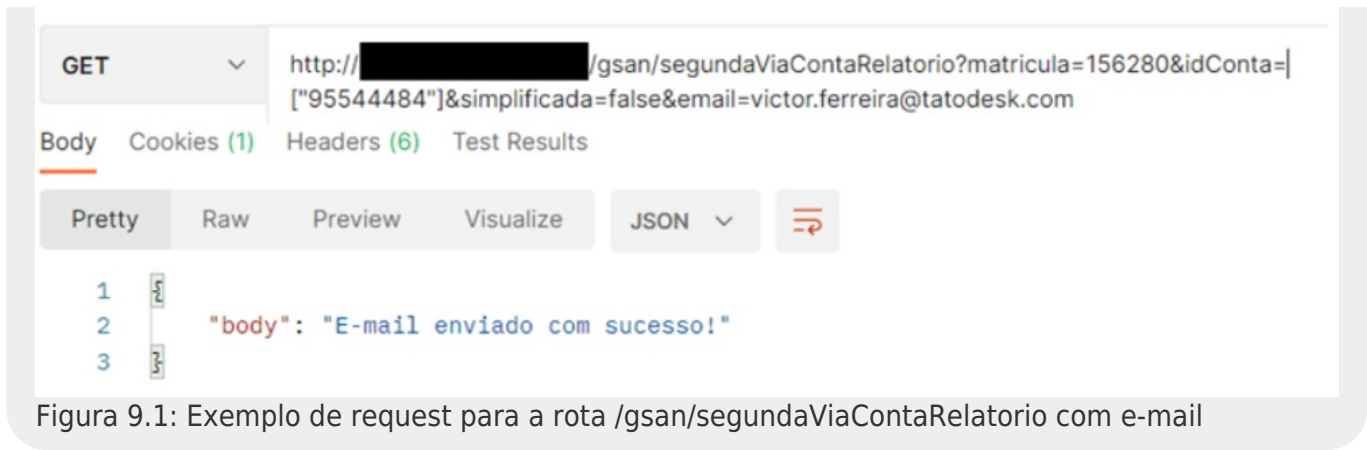 GET
http:// /gsan/segundaViaContaRelatorio?matricula=156280&idConta=
["95544484"]&simplificada=false&email=victor.ferreira@tatodesk.com
Body Cookies (1) Headers (6) Test Results
Pretty Raw Preview Visualize JSON
1 {
2 "body": "E-mail enviado com sucesso!"
3 }
Figura 9.1: Exemplo de request para a rota /gsan/segundaViaContaRelatorio com e-mail